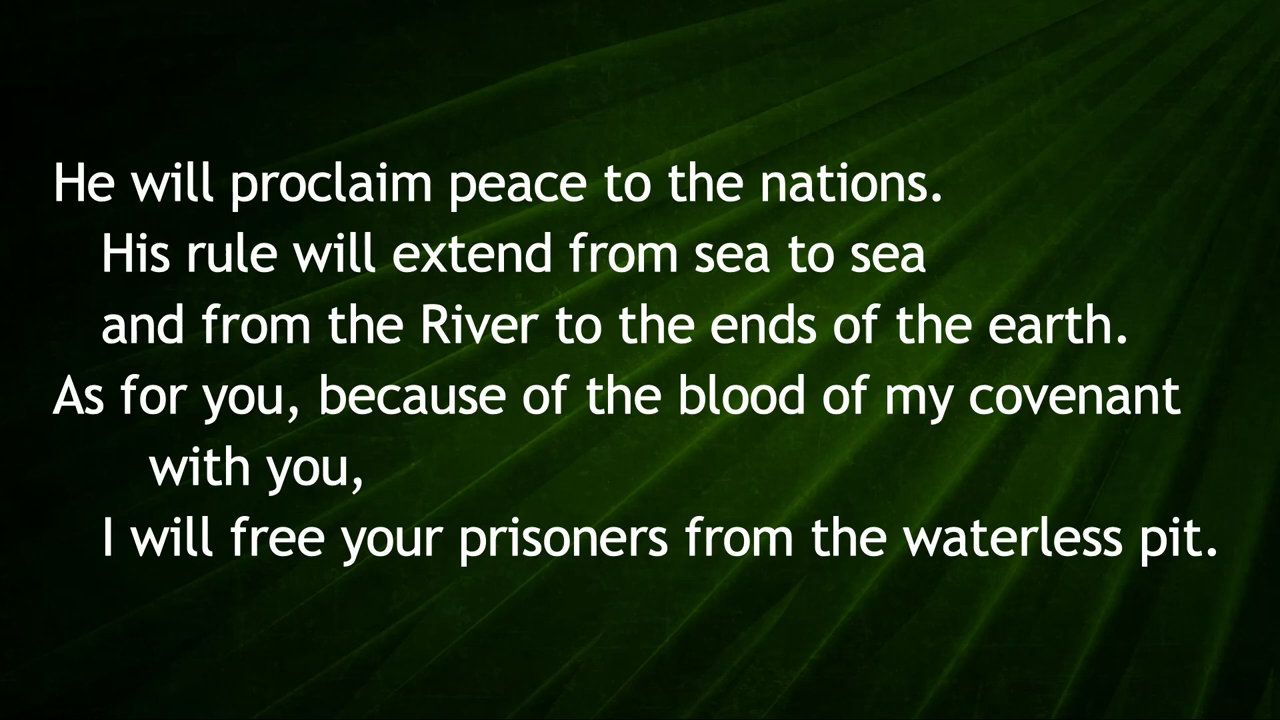 He will proclaim peace to the nations.
His rule will extend from sea to sea
and from the River to the ends of the earth.
As for you, because of the blood of my covenant
with you,
I will free your prisoners from the waterless pit.